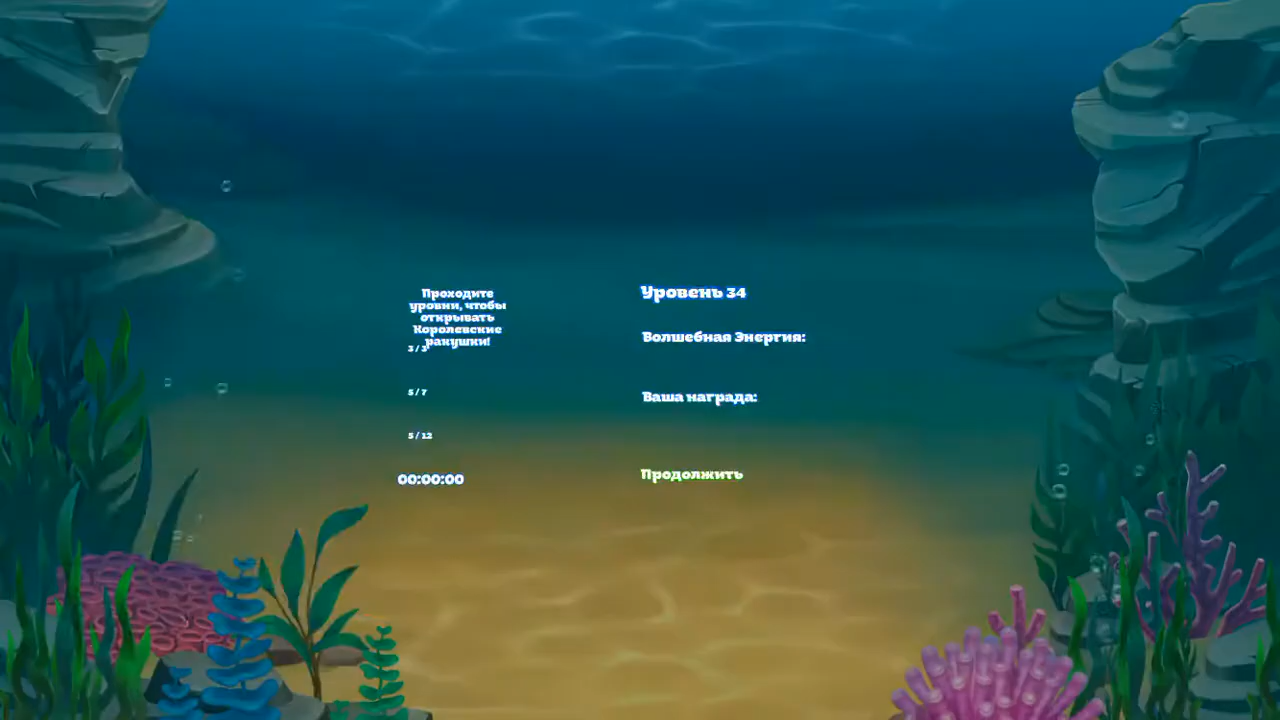 Проходите
уровни, чтобы
открывать
Королевские
ракушки!
3 / 3
5 / 7
5 / 12
00:00:00
Уровень 34
Волшебная Энергия:
Ваша награда:
Продолжить